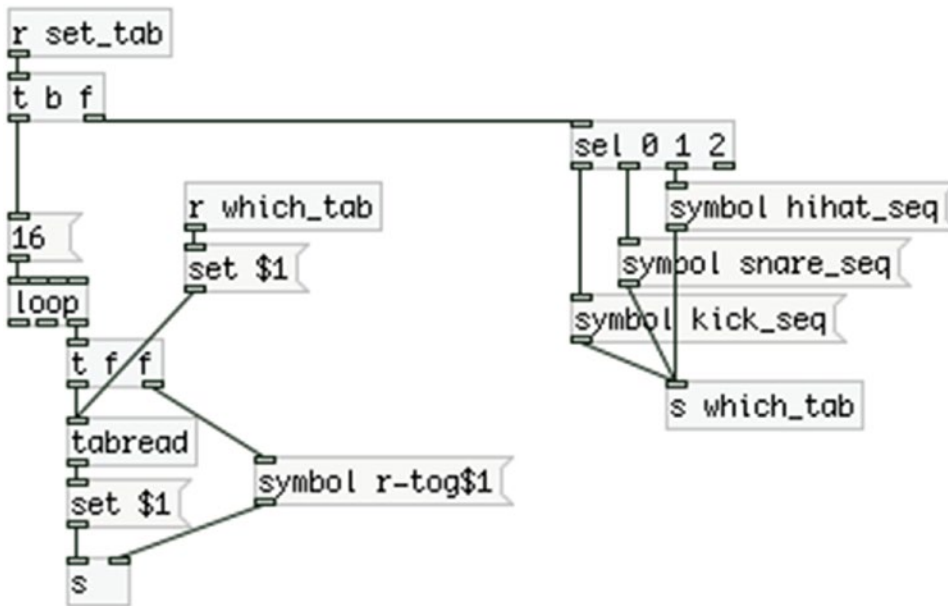 r set_tab
t b f
sel 0 1 2
r which_tab
symbol hihat_seq
16
set $1
symbol snare_seq
loop
symbol kick_seq
t f f
s which_tab
tabread
symbol r-tog$1
set $1
s